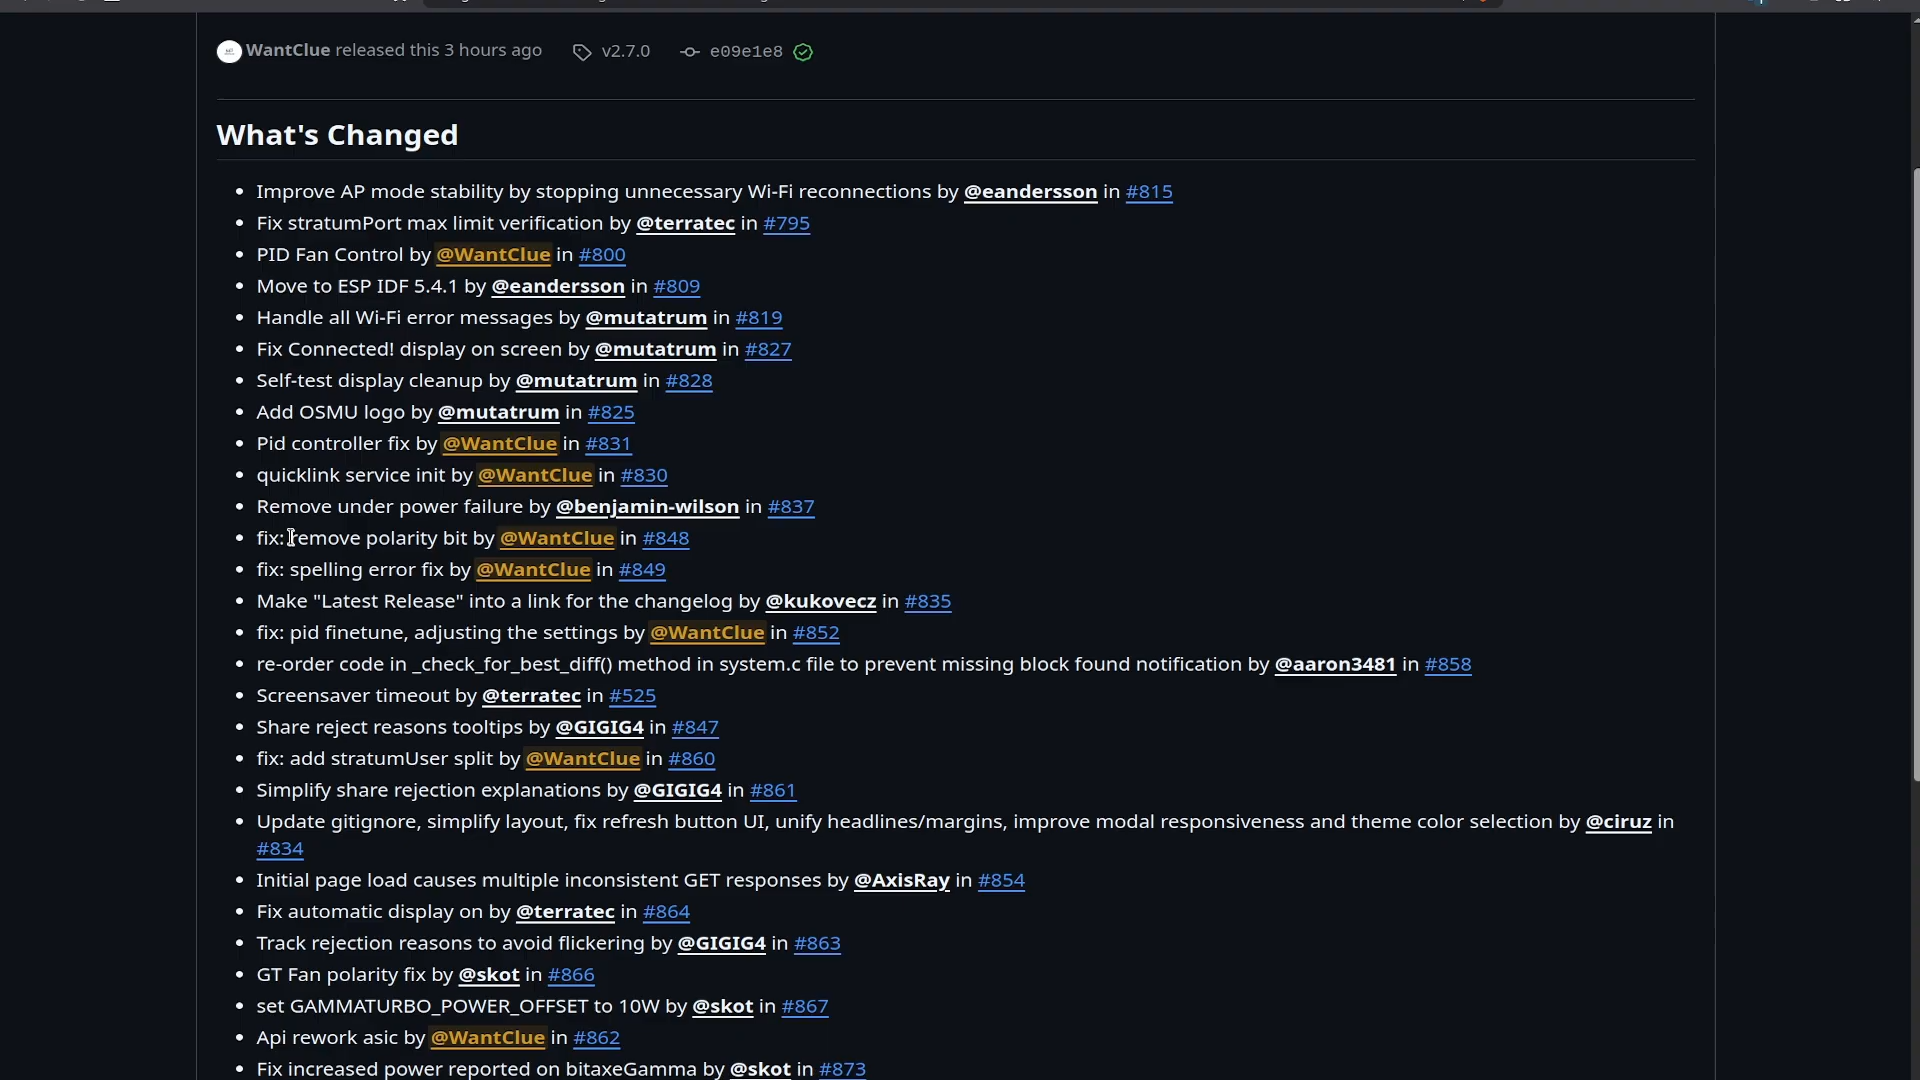 WantClue released this 3 hours ago v2.7.0 e09e1e8
What's Changed
• Improve AP mode stability by stopping unnecessary Wi-Fi reconnections by @eandersson in #815
• Fix stratumPort max limit verification by @terratec in #795
• PID Fan Control by @WantClue in #800
• Move to ESP IDF 5.4.1 by @eandersson in #809
• Handle all Wi-Fi error messages by @mutatrum in #819
• Fix Connected! display on screen by @mutatrum in #827
• Self-test display cleanup by @mutatrum in #828
• Add OSMU logo by @mutatrum in #825
• Pid controller fix by @WantClue in #831
• quicklink service init by @WantClue in #830
• Remove under power failure by @benjamin-wilson in #837
• fix: remove polarity bit by @WantClue in #848
• fix: spelling error fix by @WantClue in #849
• Make "Latest Release" into a link for the changelog by @kukovecz in #835
• fix: pid finetune, adjusting the settings by @WantClue in #852
• re-order code in _check_for_best_diff() method in system.c file to prevent missing block found notification by @aaron3481 in #858
• Screensaver timeout by @terratec in #525
• Share reject reasons tooltips by @GIGIG4 in #847
• fix: add stratumUser split by @WantClue in #860
• Simplify share rejection explanations by @GIGIG4 in #861
• Update gitignore, simplify layout, fix refresh button UI, unify headlines/margins, improve modal responsiveness and theme color selection by @ciruz in
#834
• Initial page load causes multiple inconsistent GET responses by @AxisRay in #854
• Fix automatic display on by @terratec in #864
• Track rejection reasons to avoid flickering by @GIGIG4 in #863
• GT Fan polarity fix by @skot in #866
• set GAMMATURBO_POWER_OFFSET to 10W by @skot in #867
• Api rework asic by @WantClue in #862
• Fix increased power reported on bitaxeGamma by @skot in #873